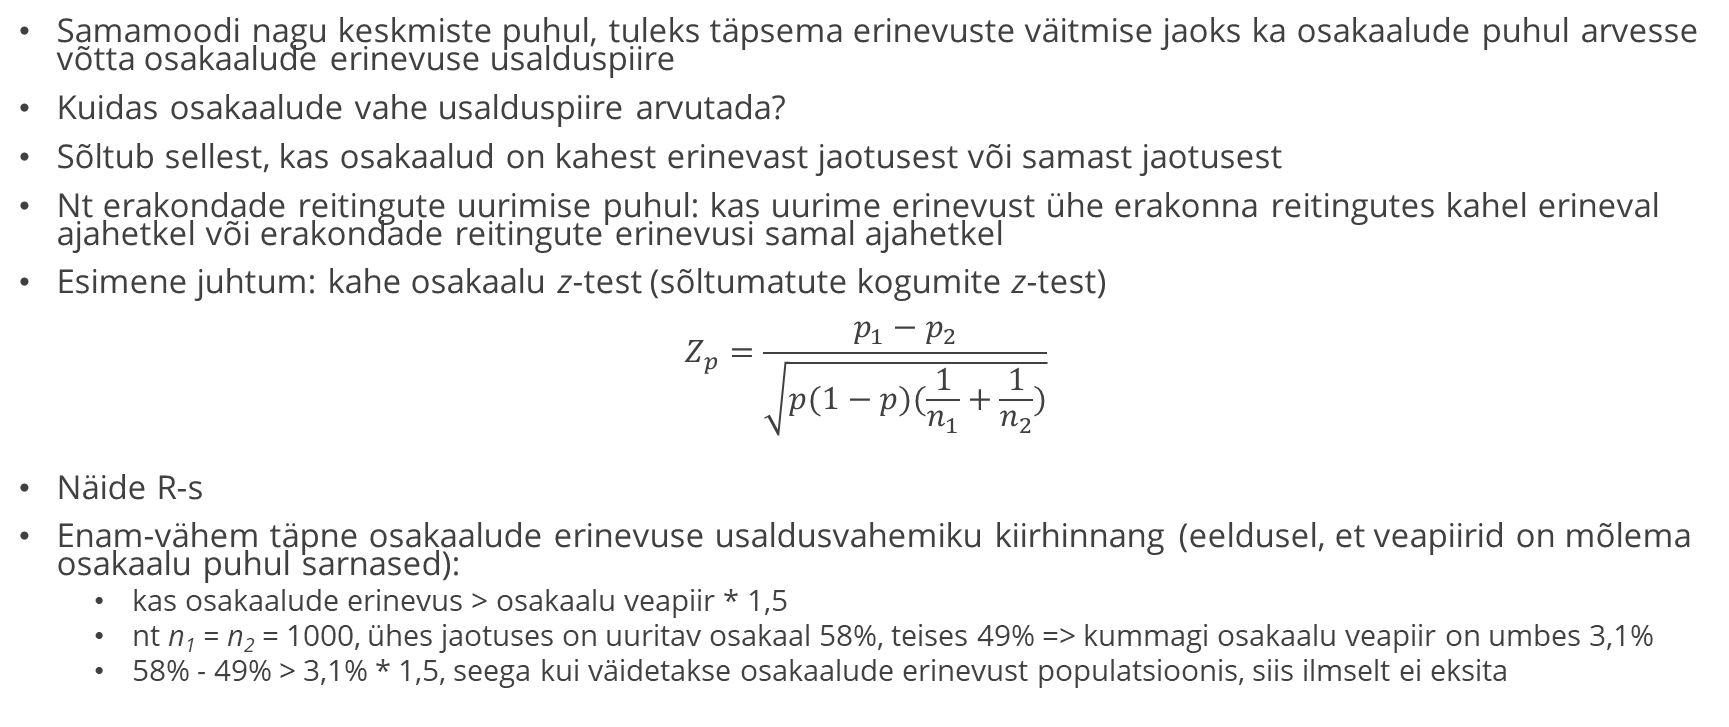 • Samamoodi nagu keskmiste puhul, tuleks täpsema erinevuste väitmise jaoks ka osakaalude puhul arvesse
võtta osakaalude erinevuse usalduspiire
• Kuidas osakaalude vahe usalduspiire arvutada?
• Sõltub sellest, kas osakaalud on kahest erinevast jaotusest või samast jaotusest
• Nt erakondade reitingute uurimise puhul: kas uurime erinevust ühe erakonna reitingutes kahel erineval
ajahetkel või erakondade reitingute erinevusi samal ajahetkel
• Esimene juhtum: kahe osakaalu z-test (sõltumatute kogumite z-test)
Z_p = (p₁ − p₂) / √(p(1 − p)(1/n₁ + 1/n₂))
• Näide R-s
• Enam-vähem täpne osakaalude erinevuse usaldusvahemiku kiirhinnang (eeldusel, et veapiirid on mõlema
osakaalu puhul sarnased):
• kas osakaalude erinevus > osakaalu veapiir * 1,5
• nt n₁ = n₂ = 1000, ühes jaotuses on uuritav osakaal 58%, teises 49% => kummagi osakaalu veapiir on umbes 3,1%
• 58% - 49% > 3,1% * 1,5, seega kui väidetakse osakaalude erinevust populatsioonis, siis ilmselt ei eksita